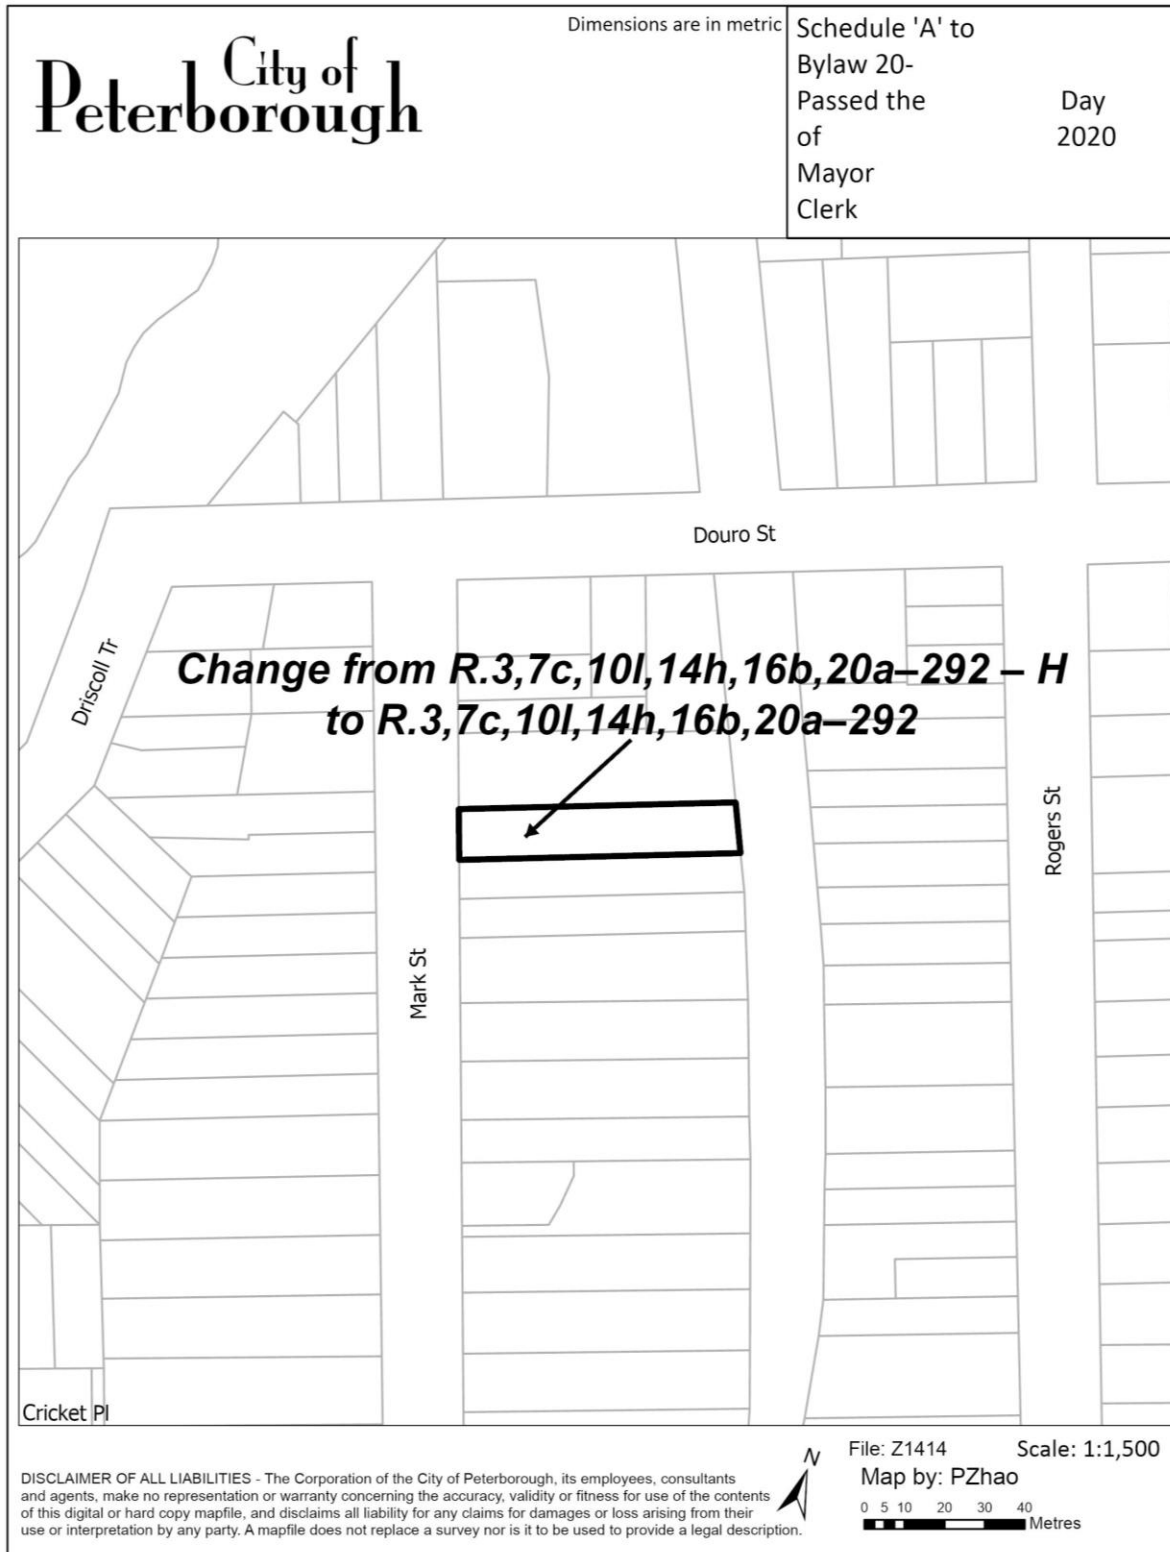 City of
Peterborough
Dimensions are in metric
Schedule 'A' to
Bylaw 20-
Passed the Day
of 2020
Mayor
Clerk
Douro St
Driscoll Tr
Change from R.3,7c,10l,14h,16b,20a–292 – H
to R.3,7c,10l,14h,16b,20a–292
Rogers St
Mark St
Cricket Pl
DISCLAIMER OF ALL LIABILITIES - The Corporation of the City of Peterborough, its employees, consultants
and agents, make no representation or warranty concerning the accuracy, validity or fitness for use of the contents
of this digital or hard copy mapfile, and disclaims all liability for any claims for damages or loss arising from their
use or interpretation by any party. A mapfile does not replace a survey nor is it to be used to provide a legal description.
N
File: Z1414 Scale: 1:1,500
Map by: PZhao
0 5 10 20 30 40
Metres